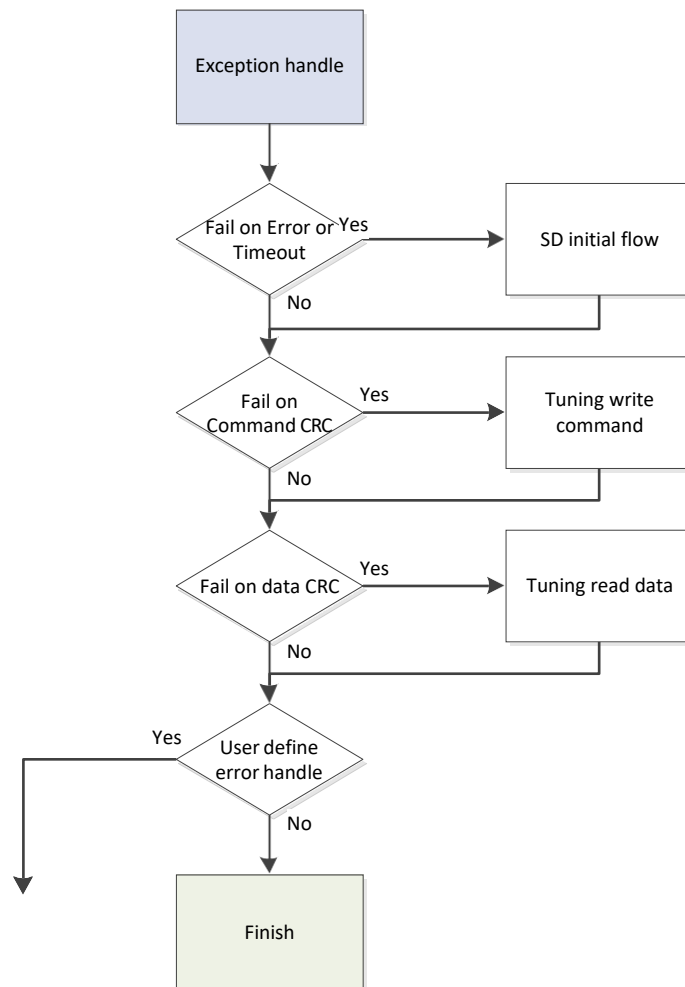 Exception handle
Fail on Error or
Timeout
Yes
SD initial flow
No
Fail on
Command CRC
Yes
Tuning write
command
No
Fail on data CRC
Yes
Tuning read data
No
Yes
User define
error handle
No
Finish